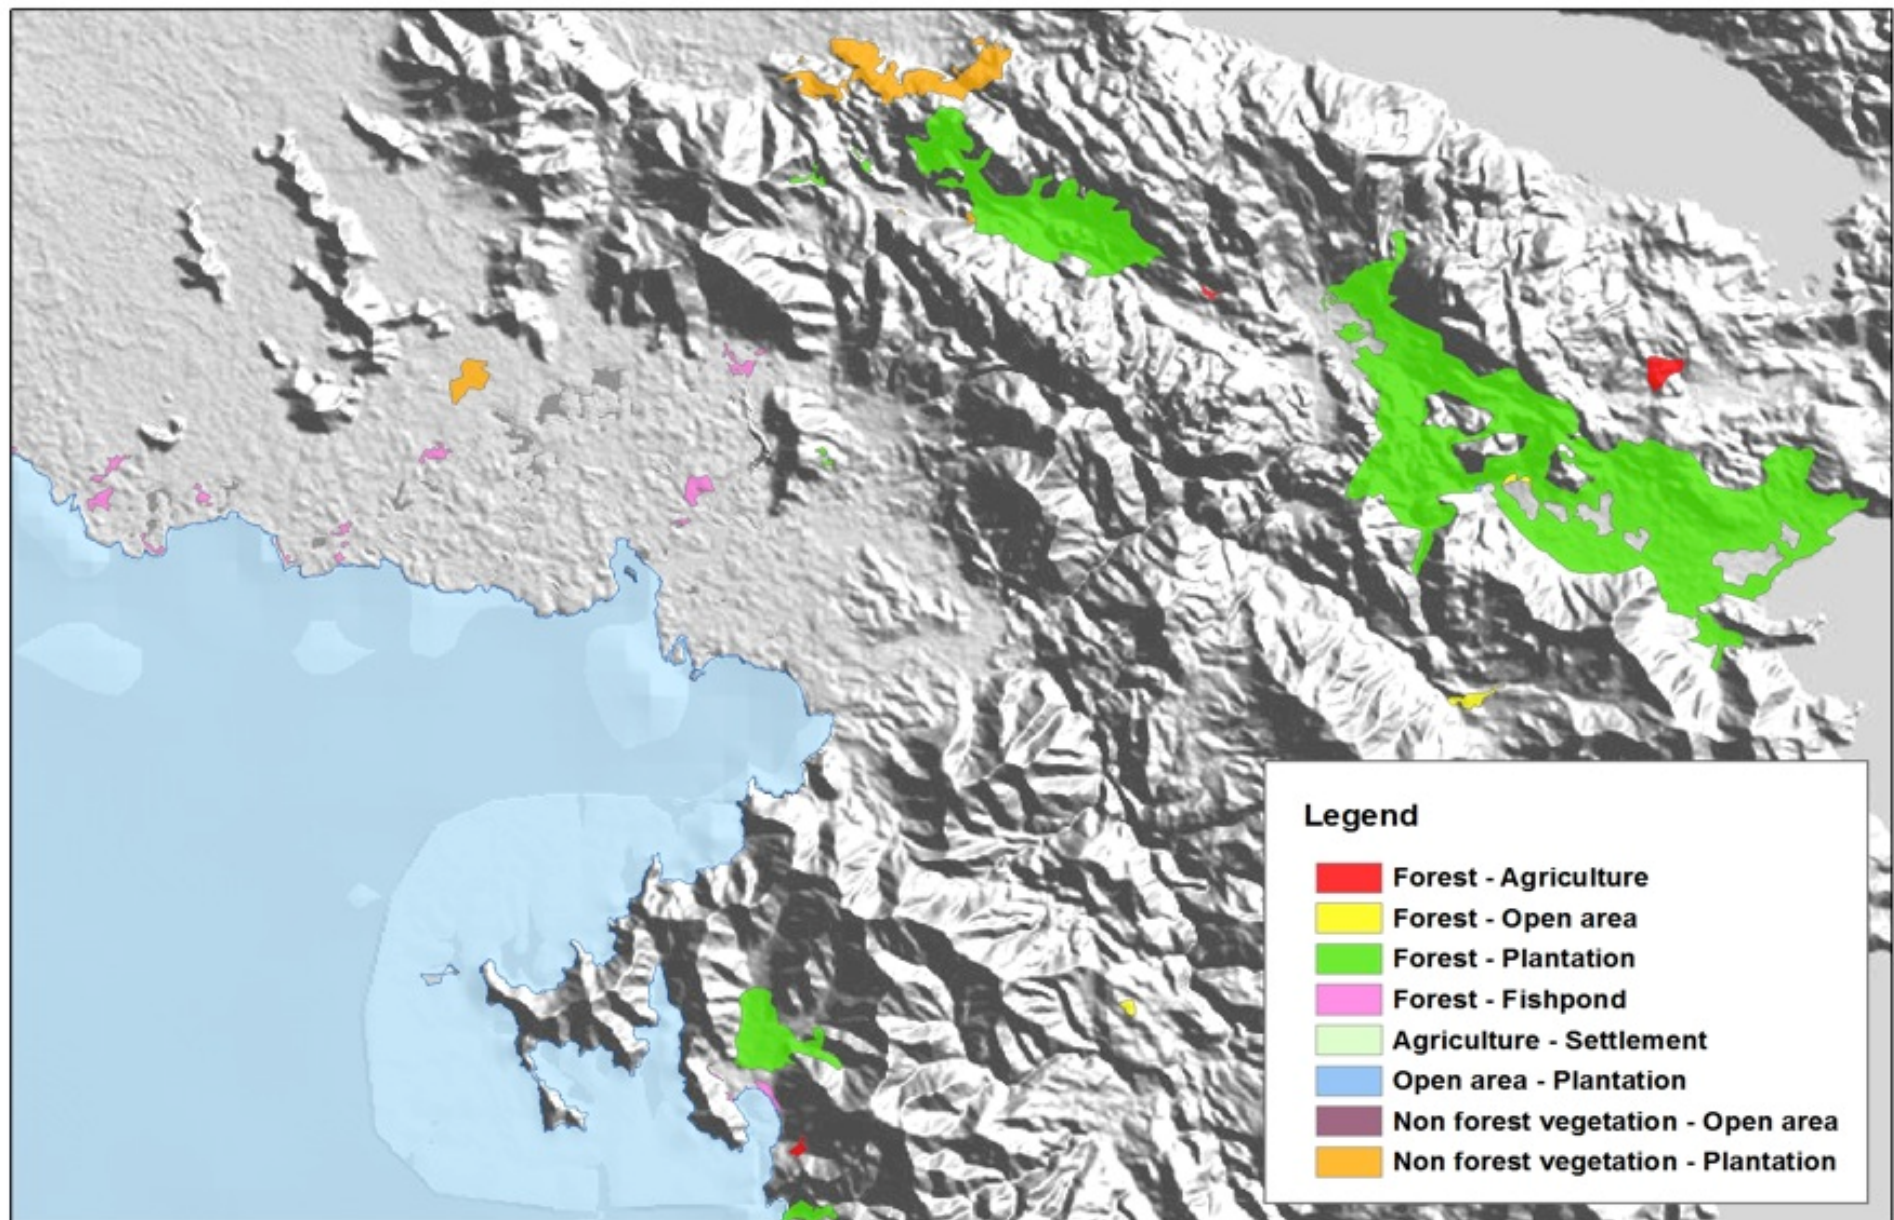 Legend
Forest - Agriculture
Forest - Open area
Forest - Plantation
Forest - Fishpond
Agriculture - Settlement
Open area - Plantation
Non forest vegetation - Open area
Non forest vegetation - Plantation